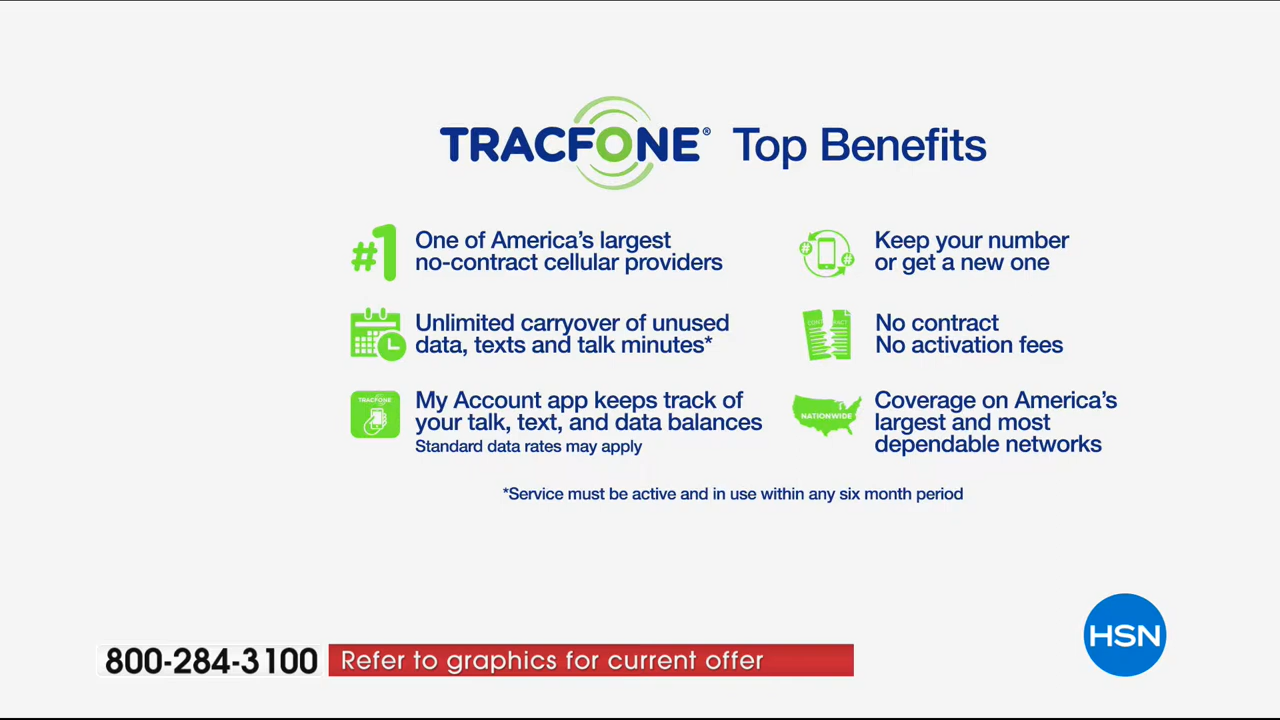 TRACFONE® Top Benefits
#1
One of America's largest
no-contract cellular providers
Keep your number
or get a new one
# #
Unlimited carryover of unused
data, texts and talk minutes*
CONTRACT
No contract
No activation fees
TRACFONE
My Account app keeps track of
your talk, text, and data balances
Standard data rates may apply
NATIONWIDE
Coverage on America's
largest and most
dependable networks
*Service must be active and in use within any six month period
HSN
800-284-3100 Refer to graphics for current offer